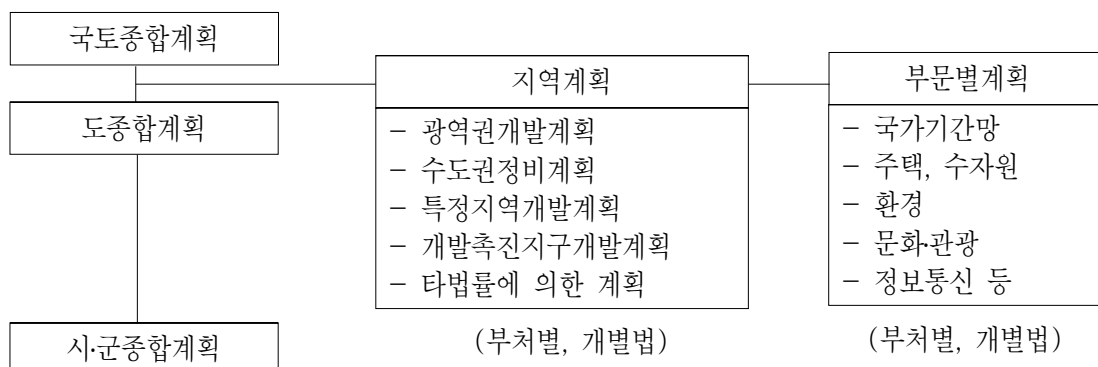 국토종합계획
도종합계획
시·군종합계획
지역계획
– 광역권개발계획
– 수도권정비계획
– 특정지역개발계획
– 개발촉진지구개발계획
– 타법률에 의한 계획
(부처별, 개별법)
부문별계획
– 국가기간망
– 주택, 수자원
– 환경
– 문화·관광
– 정보통신 등
(부처별, 개별법)